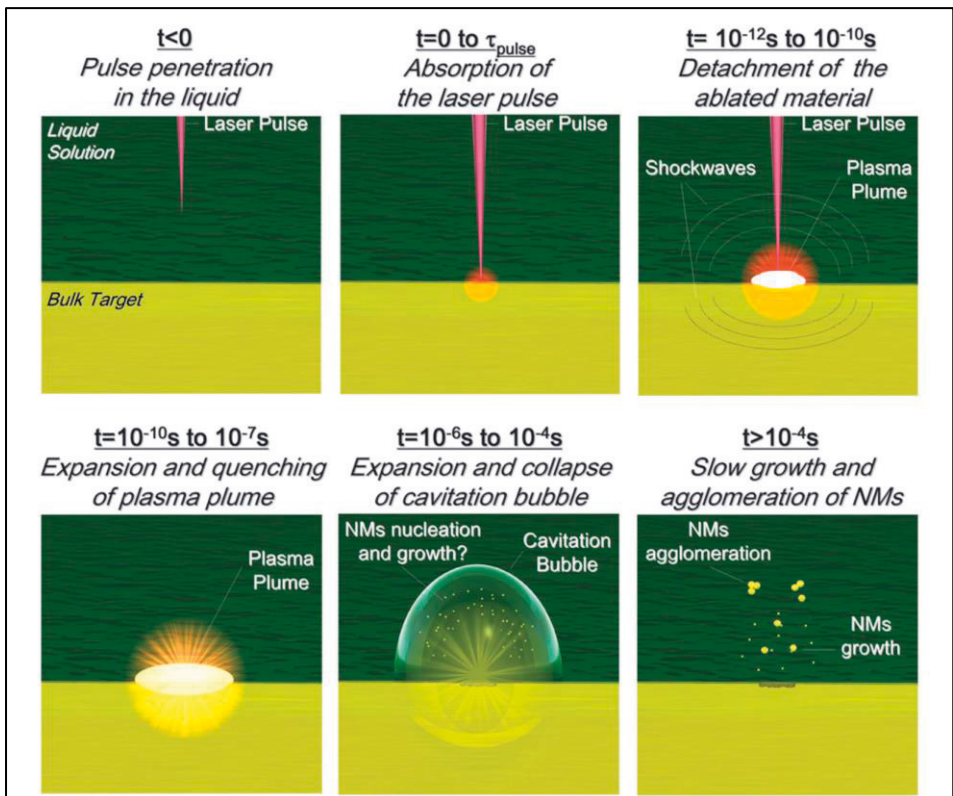 t<0
Pulse penetration
in the liquid
Liquid
Solution
Laser Pulse
Bulk Target
t=0 to τpulse
Absorption of
the laser pulse
Laser Pulse
t= 10⁻¹²s to 10⁻¹⁰s
Detachment of the
ablated material
Laser Pulse
Shockwaves
Plasma
Plume
t=10⁻¹⁰s to 10⁻⁷s
Expansion and quenching
of plasma plume
Plasma
Plume
t=10⁻⁶s to 10⁻⁴s
Expansion and collapse
of cavitation bubble
NMs nucleation
and growth?
Cavitation
Bubble
t>10⁻⁴s
Slow growth and
agglomeration of NMs
NMs
agglomeration
NMs
growth